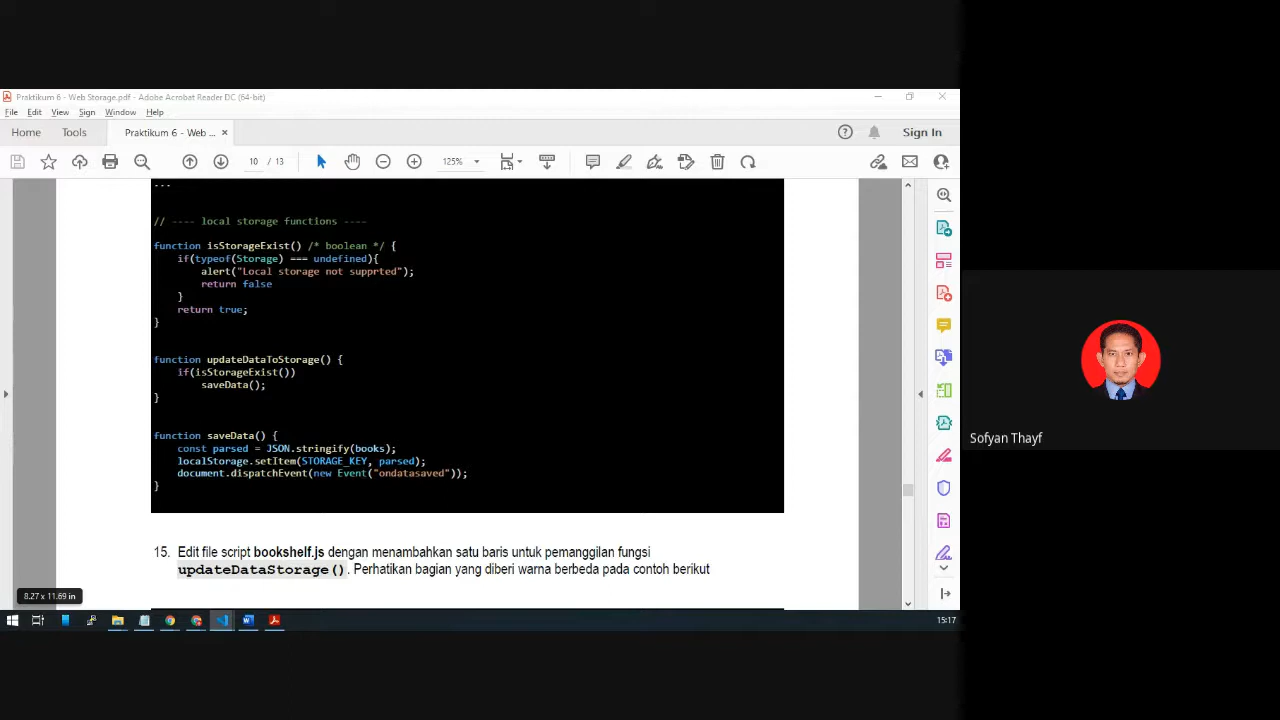 Praktikum 6 - Web Storage.pdf - Adobe Acrobat Reader DC (64-bit)
File Edit View Sign Window Help
Home Tools Praktikum 6 - Web ... × Sign In
10 / 13 125%
...
// ---- local storage functions ----
function isStorageExist() /* boolean */ {
if(typeof(Storage) === undefined){
alert("Local storage not supprted");
return false
}
return true;
}
function updateDataToStorage() {
if(isStorageExist())
saveData();
}
function saveData() {
const parsed = JSON.stringify(books);
localStorage.setItem(STORAGE_KEY, parsed);
document.dispatchEvent(new Event("ondatasaved"));
}
15. Edit file script bookshelf.js dengan menambahkan satu baris untuk pemanggilan fungsi
updateDataStorage(). Perhatikan bagian yang diberi warna berbeda pada contoh berikut
8.27 x 11.69 in
15:17
Sofyan Thayf